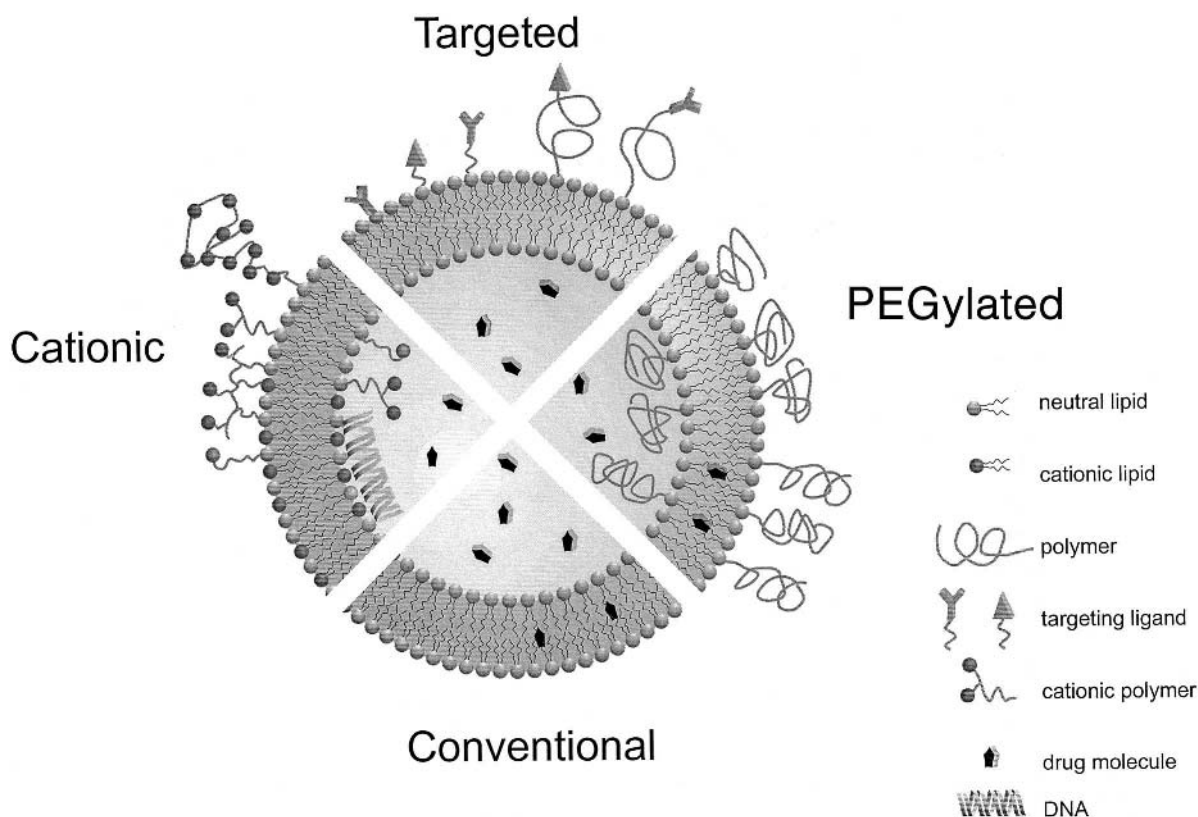 Targeted
PEGylated
Cationic
neutral lipid
cationic lipid
polymer
targeting ligand
cationic polymer
Conventional
drug molecule
DNA